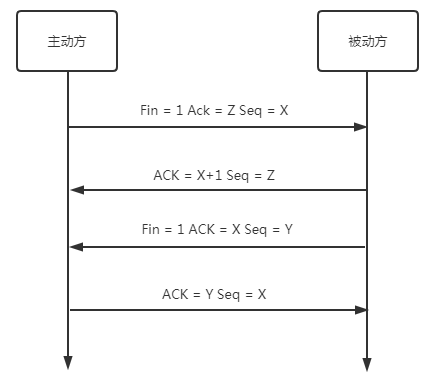 主动方
被动方
Fin = 1 Ack = Z Seq = X
ACK = X+1 Seq = Z
Fin = 1 ACK = X Seq = Y
ACK = Y Seq = X